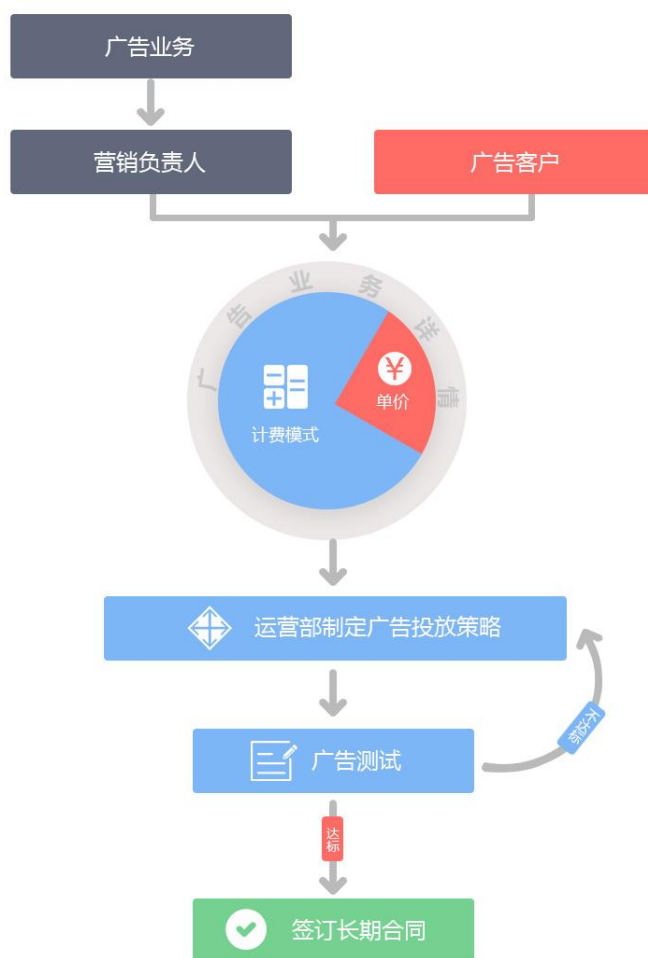 广告业务
营销负责人
广告客户
广告业务详情
¥
单价
计费模式
运营部制定广告投放策略
不达标
广告测试
达标
签订长期合同